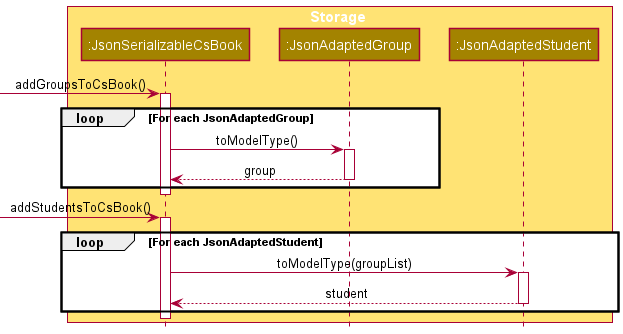 Storage
:JsonSerializableCsBook
:JsonAdaptedGroup
:JsonAdaptedStudent
addGroupsToCsBook()
loop
[For each JsonAdaptedGroup]
toModelType()
group
addStudentsToCsBook()
loop
[For each JsonAdaptedStudent]
toModelType(groupList)
student